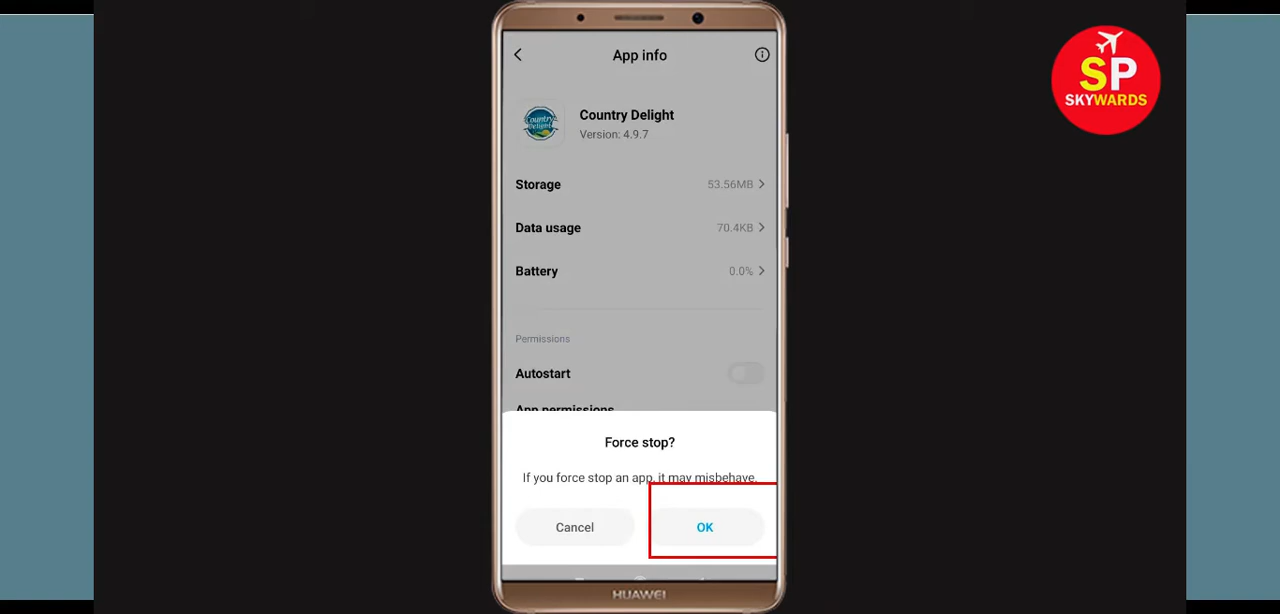 App info
SP
SKYWARDS
Country Delight
Country
Delight
Version: 4.9.7
Storage
53.56MB
Data usage
70.4KB
Battery
0.0%
Permissions
Autostart
App permissions
Force stop?
If you force stop an app, it may misbehave.
Cancel
OK
HUAWEI